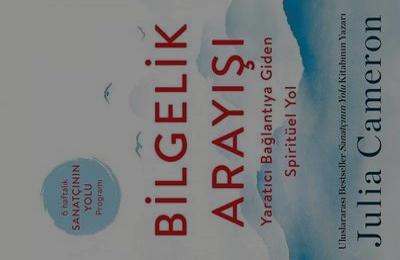 6 haftalık
SANATÇININ
YOLU
Programı
BİLGELİK
ARAYIŞI
Yaratıcı Bağlantıya Giden
Spiritüel Yol
Uluslararası Bestseller Sanatçının Yolu Kitabının Yazarı
Julia Cameron